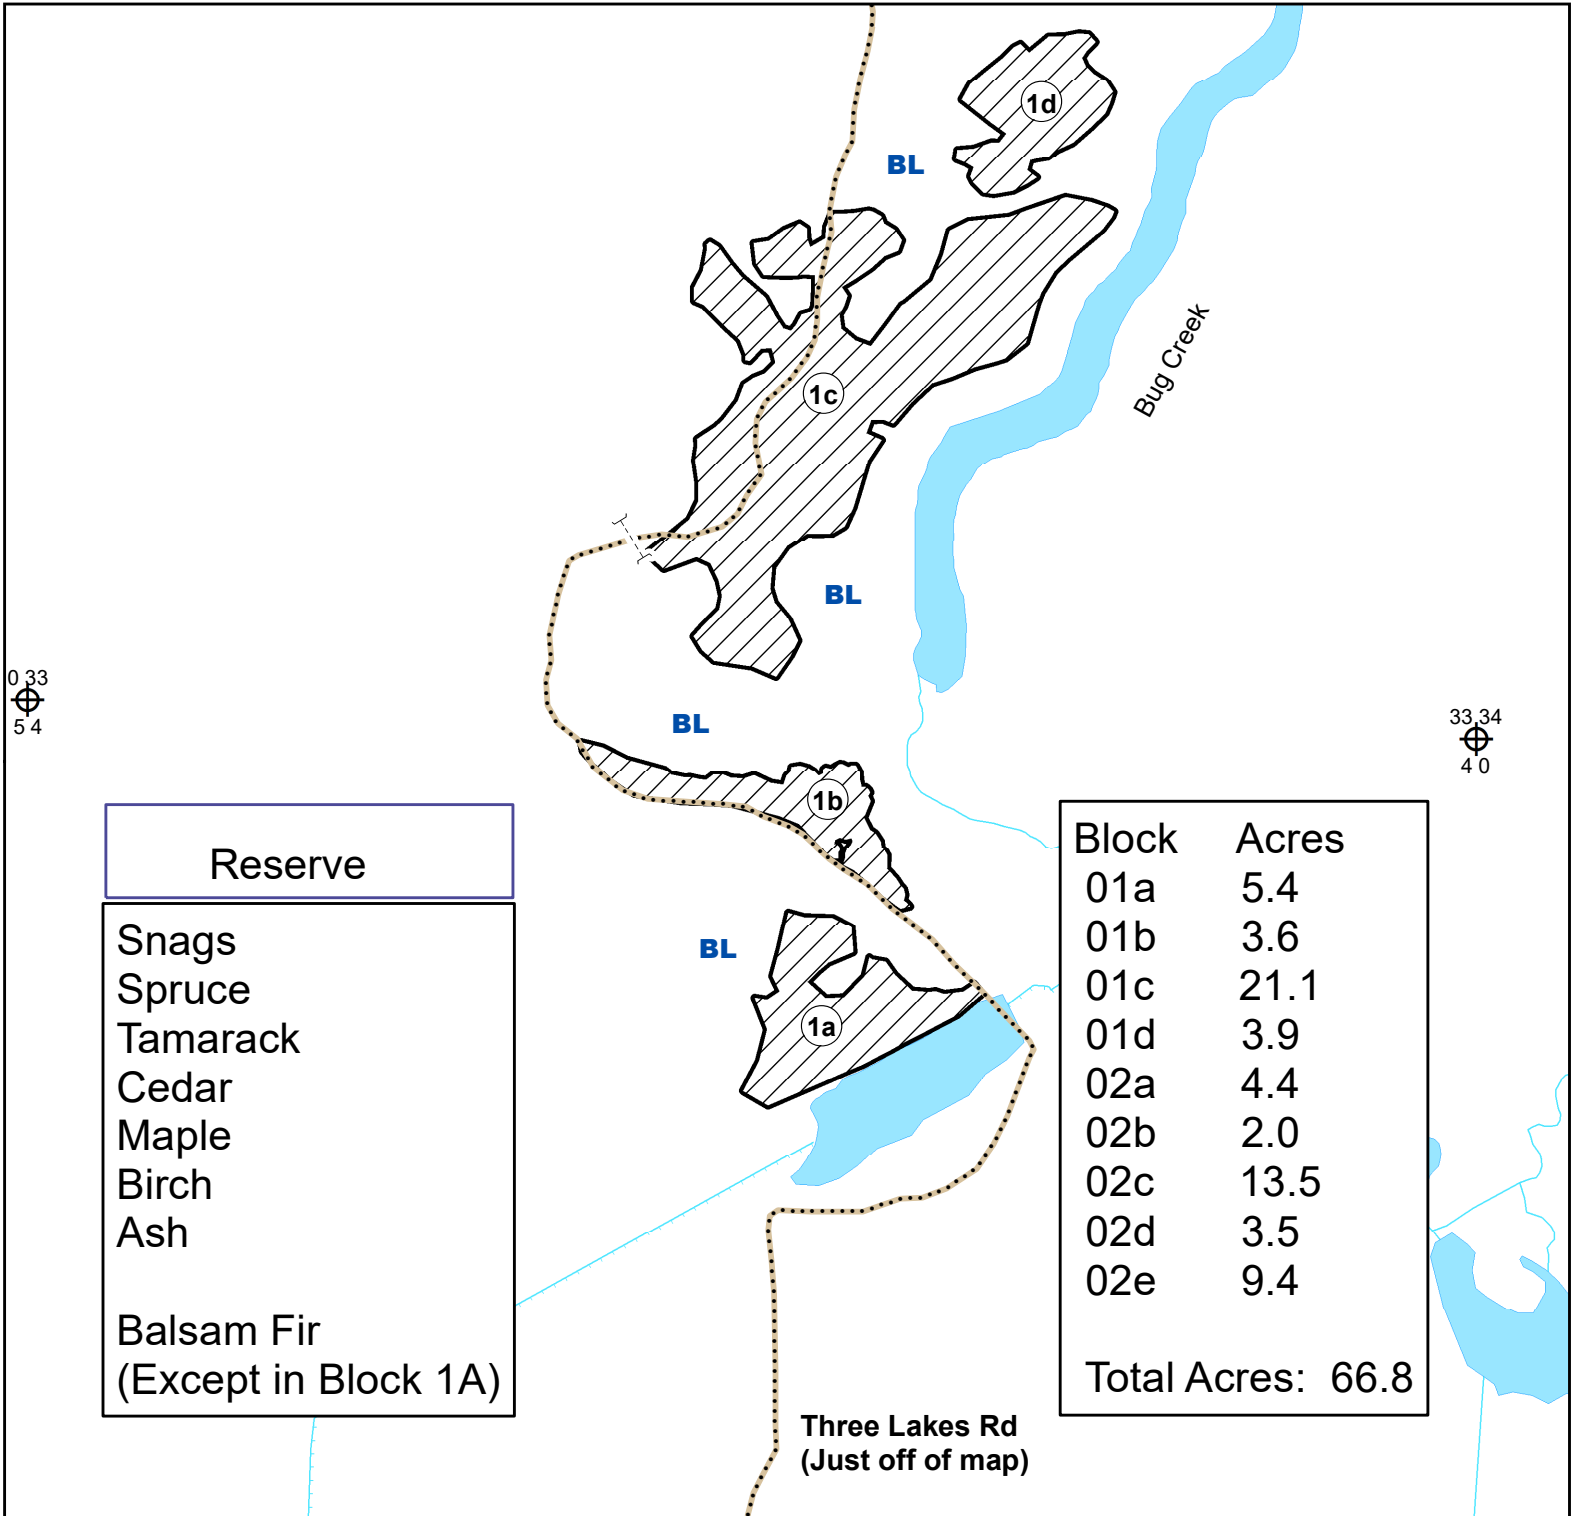 1d
BL
Bug Creek
1c
BL
0 33
5 4
BL
33 34
4 0
1b
Reserve
Snags
Spruce
Tamarack
Cedar
Maple
Birch
Ash
Balsam Fir
(Except in Block 1A)
BL
1a
Block Acres
01a 5.4
01b 3.6
01c 21.1
01d 3.9
02a 4.4
02b 2.0
02c 13.5
02d 3.5
02e 9.4
Total Acres: 66.8
Three Lakes Rd
(Just off of map)